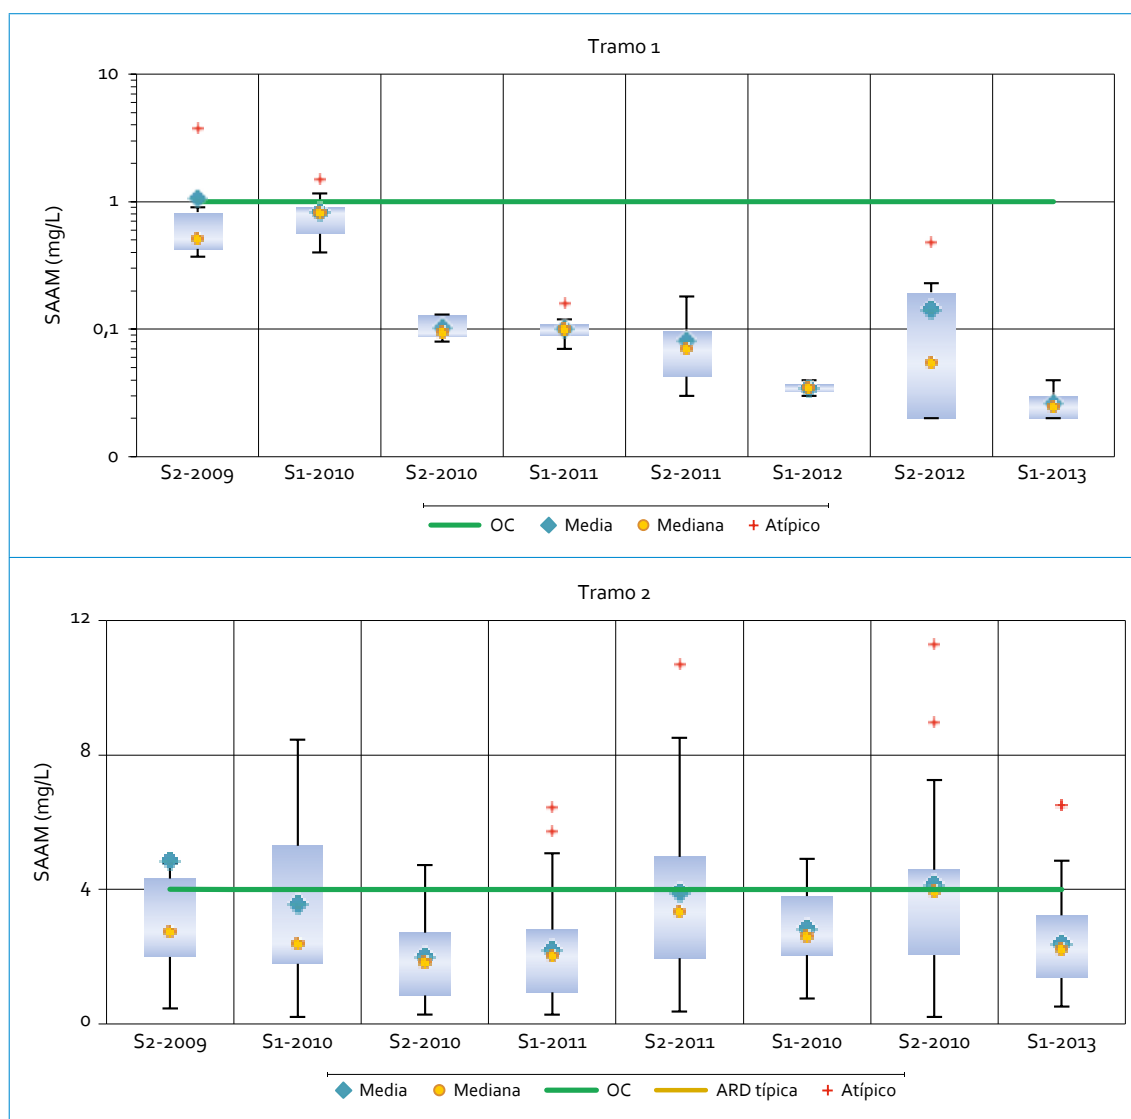 Tramo 1
10
1
0,1
0
SAAM (mg/L)
S2-2009 S1-2010 S2-2010 S1-2011 S2-2011 S1-2012 S2-2012 S1-2013
OC Media Mediana Atípico
Tramo 2
12
8
4
0
SAAM (mg/L)
S2-2009 S1-2010 S2-2010 S1-2011 S2-2011 S1-2010 S2-2010 S1-2013
Media Mediana OC ARD típica Atípico